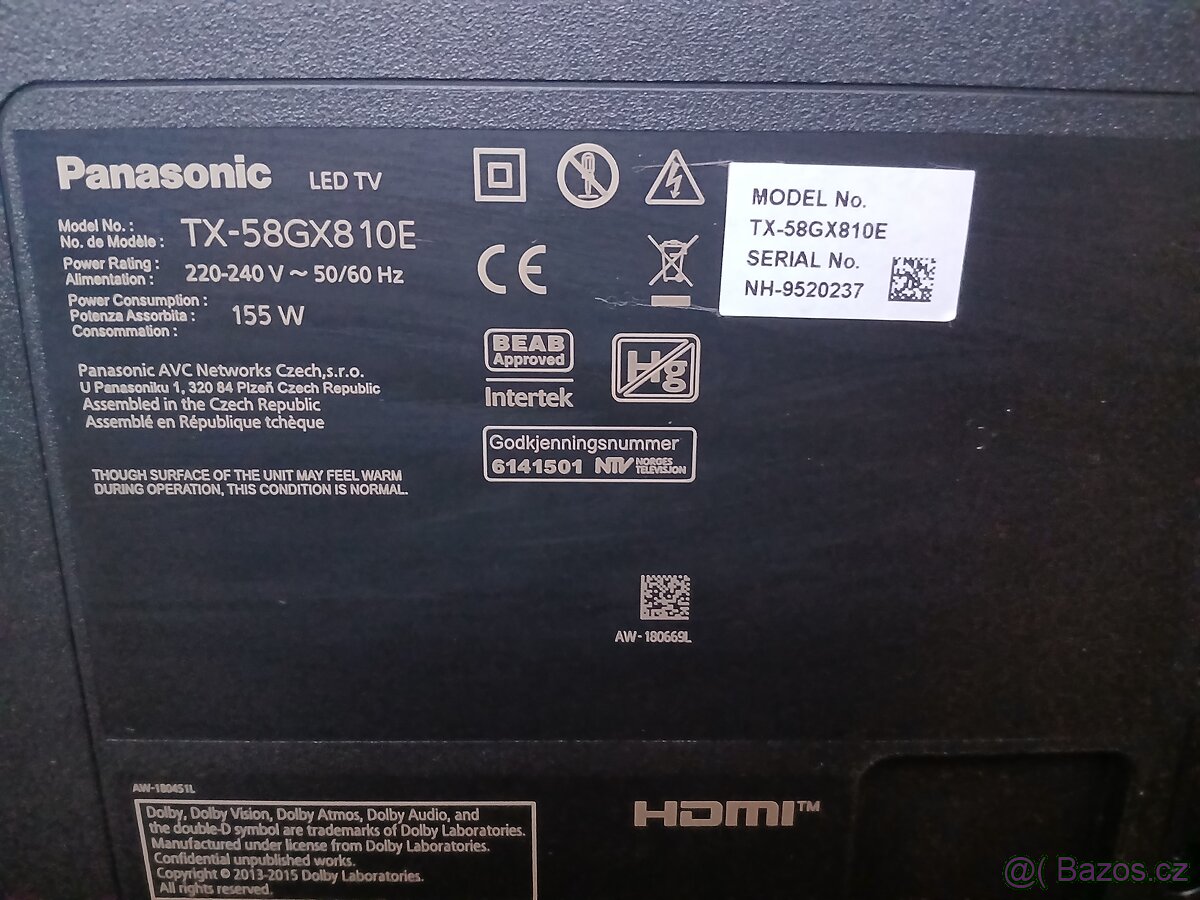 Panasonic LED TV
Model No. :
No. de Modèle : TX-58GX810E
Power Rating :
Alimentation : 220-240 V ~ 50/60 Hz
Power Consumption :
Potenza Assorbita : 155 W
Consommation :
Panasonic AVC Networks Czech,s.r.o.
U Panasoniku 1, 320 84 Plzeň Czech Republic
Assembled in the Czech Republic
Assemblé en République tchèque
THOUGH SURFACE OF THE UNIT MAY FEEL WARM
DURING OPERATION, THIS CONDITION IS NORMAL.
CE
BEAB
Approved
Intertek
Hg
Godkjenningsnummer
6141501 NTV NORGES
TELEVISJON
MODEL No.
TX-58GX810E
SERIAL No.
NH-9520237
AW-180669L
AW-180451L
Dolby, Dolby Vision, Dolby Atmos, Dolby Audio, and
the double-D symbol are trademarks of Dolby Laboratories.
Manufactured under license from Dolby Laboratories.
Confidential unpublished works.
Copyright © 2013-2015 Dolby Laboratories.
All rights reserved.
HDMI™
@( Bazos.cz